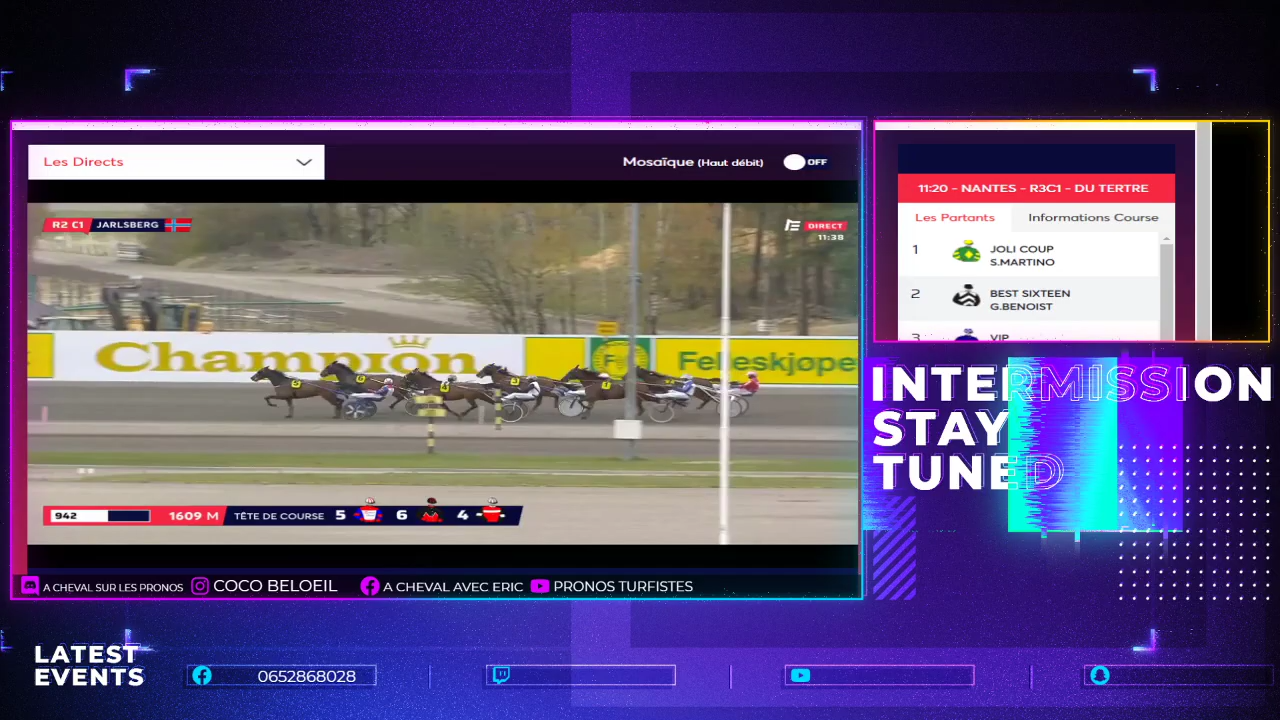 Les Directs
Mosaïque (Haut débit)
OFF
R2 C1 JARLSBERG
DIRECT
11:38
Champion
Felleskjøpe
942
1609 M
TÊTE DE COURSE 5 6 4
A CHEVAL SUR LES PRONOS
COCO BELOEIL
A CHEVAL AVEC ERIC
PRONOS TURFISTES
11:20 - NANTES - R3C1 - DU TERTRE
Les Partants
Informations Course
1
JOLI COUP
S.MARTINO
2
BEST SIXTEEN
G.BENOIST
3
VIP
INTERMISSION
STAY
TUNED
LATEST
EVENTS
0652868028